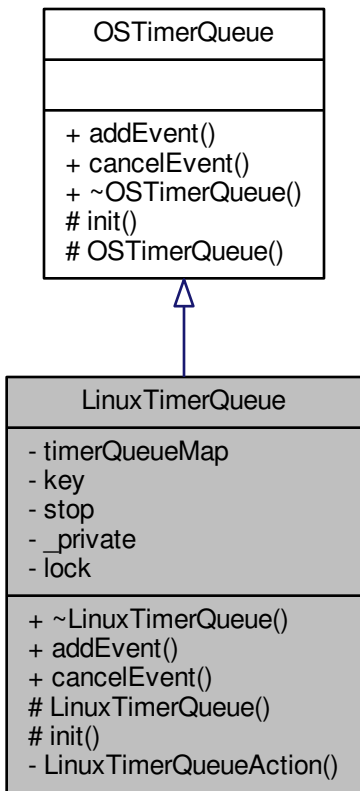 OSTimerQueue
+ addEvent()
+ cancelEvent()
+ ~OSTimerQueue()
# init()
# OSTimerQueue()
LinuxTimerQueue
- timerQueueMap
- key
- stop
- _private
- lock
+ ~LinuxTimerQueue()
+ addEvent()
+ cancelEvent()
# LinuxTimerQueue()
# init()
- LinuxTimerQueueAction()